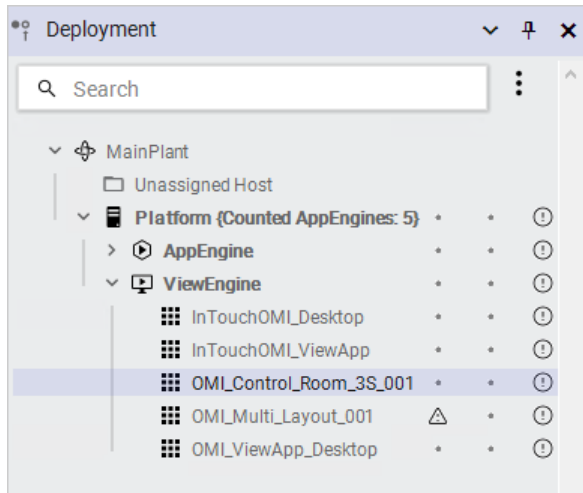 Deployment
Search
MainPlant
Unassigned Host
Platform {Counted AppEngines: 5}
AppEngine
ViewEngine
InTouchOMI_Desktop
InTouchOMI_ViewApp
OMI_Control_Room_3S_001
OMI_Multi_Layout_001
OMI_ViewApp_Desktop